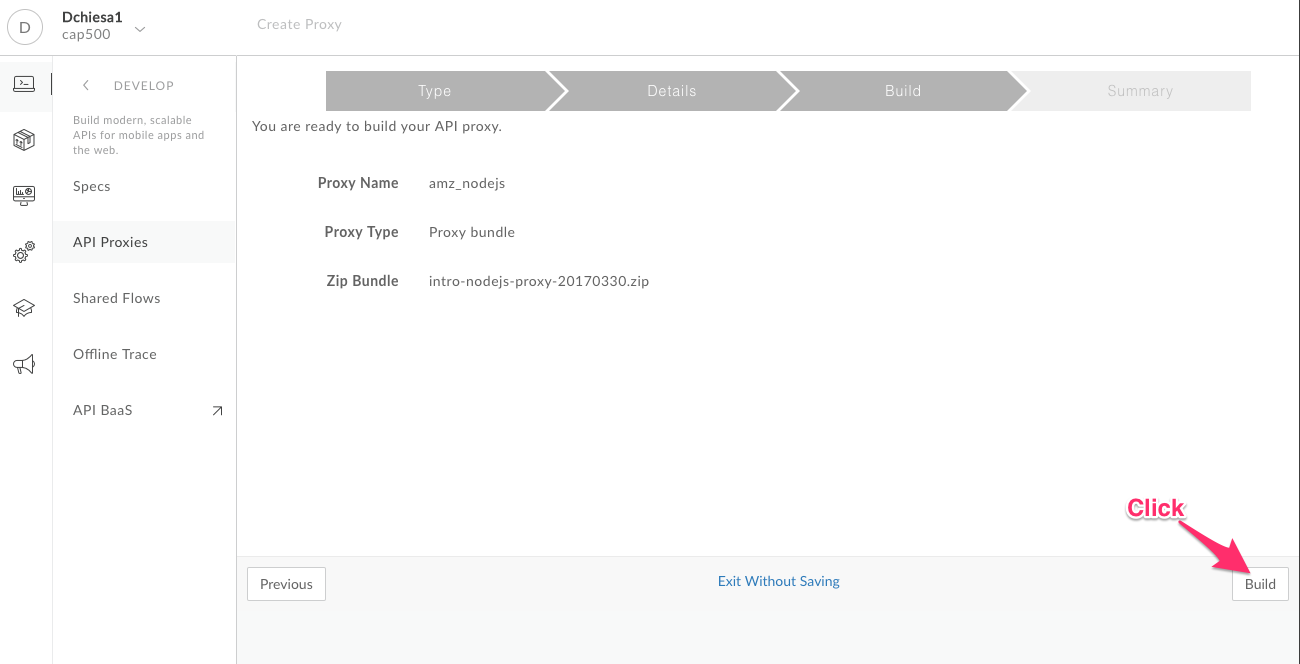 D
Dchiesa1
cap500
Create Proxy
DEVELOP
Build modern, scalable
APIs for mobile apps and
the web.
Specs
API Proxies
Shared Flows
Offline Trace
API BaaS
Type
Details
Build
Summary
You are ready to build your API proxy.
Proxy Name amz_nodejs
Proxy Type Proxy bundle
Zip Bundle intro-nodejs-proxy-20170330.zip
Click
Previous
Exit Without Saving
Build